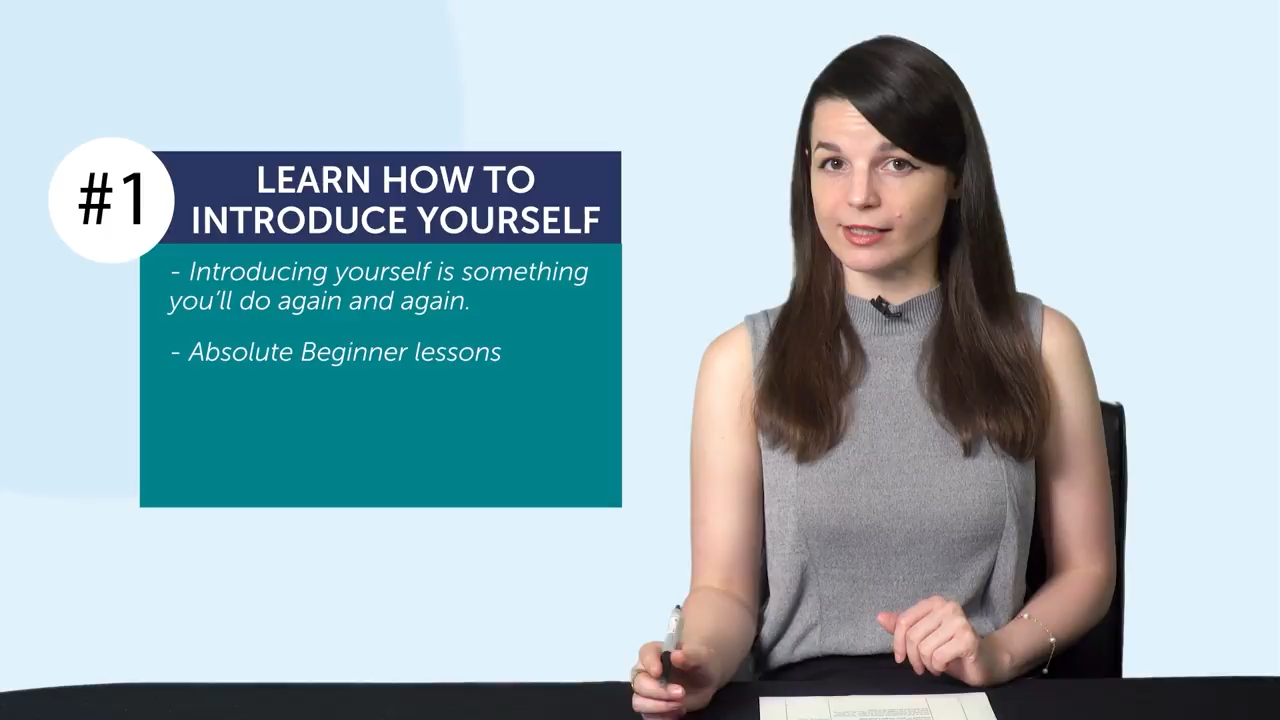 #1
LEARN HOW TO
INTRODUCE YOURSELF
- Introducing yourself is something
you'll do again and again.
- Absolute Beginner lessons